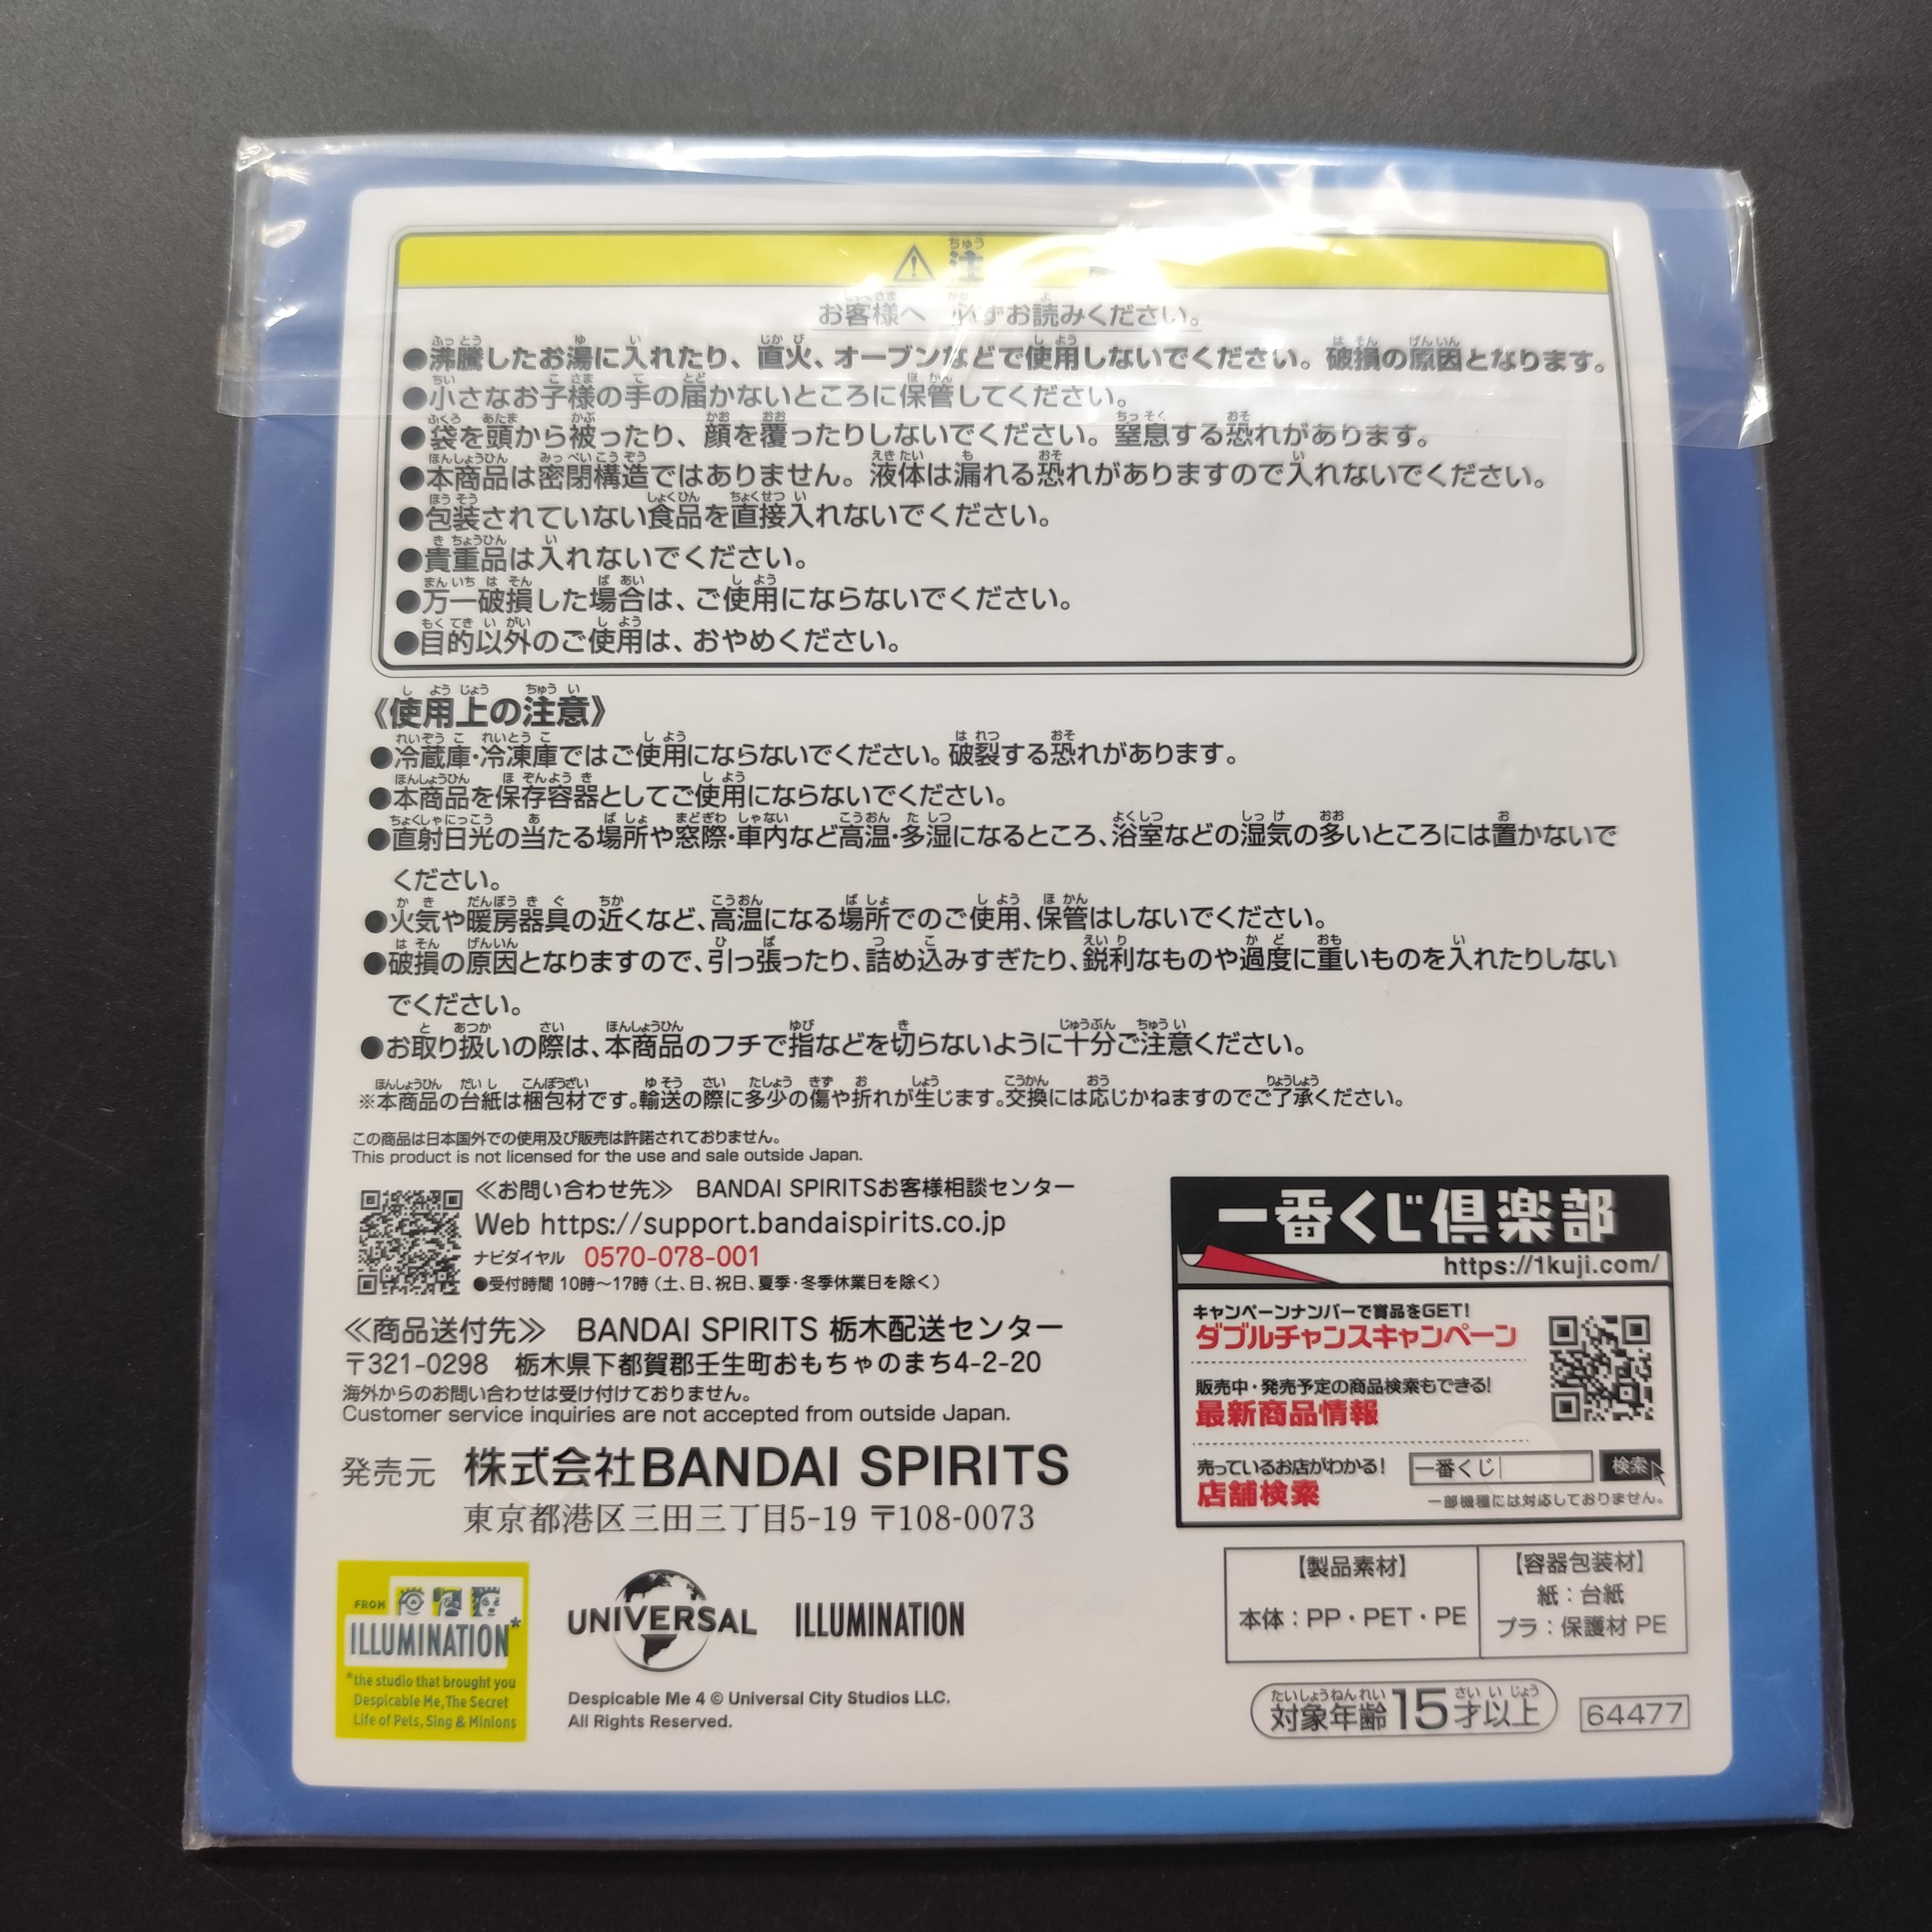 注
お客様へ 必ずお読みください。
●沸騰したお湯に入れたり、直火、オーブンなどで使用しないでください。破損の原因となります。
●小さなお子様の手の届かないところに保管してください。
●袋を頭から被ったり、顔を覆ったりしないでください。窒息する恐れがあります。
●本商品は密閉構造ではありません。液体は漏れる恐れがありますので入れないでください。
●包装されていない食品を直接入れないでください。
●貴重品は入れないでください。
●万一破損した場合は、ご使用にならないでください。
●目的以外のご使用は、おやめください。
《使用上の注意》
●冷蔵庫・冷凍庫ではご使用にならないでください。破裂する恐れがあります。
●本商品を保存容器としてご使用にならないでください。
●直射日光の当たる場所や窓際・車内など高温・多湿になるところ、浴室などの湿気の多いところには置かないで
ください。
●火気や暖房器具の近くなど、高温になる場所でのご使用、保管はしないでください。
●破損の原因となりますので、引っ張ったり、詰め込みすぎたり、鋭利なものや過度に重いものを入れたりしない
でください。
●お取り扱いの際は、本商品のフチで指などを切らないように十分ご注意ください。
※本商品の台紙は梱包材です。輸送の際に多少の傷や折れが生じます。交換には応じかねますのでご了承ください。
この商品は日本国外での使用及び販売は許諾されておりません。
This product is not licensed for the use and sale outside Japan.
≪お問い合わせ先≫ BANDAI SPIRITSお客様相談センター
Web https://support.bandaispirits.co.jp
ナビダイヤル 0570-078-001
●受付時間 10時～17時（土、日、祝日、夏季・冬季休業日を除く）
≪商品送付先≫ BANDAI SPIRITS 栃木配送センター
〒321-0298 栃木県下都賀郡壬生町おもちゃのまち4-2-20
海外からのお問い合わせは受け付けておりません。
Customer service inquiries are not accepted from outside Japan.
発売元 株式会社BANDAI SPIRITS
東京都港区三田三丁目5-19 〒108-0073
一番くじ倶楽部
https://1kuji.com/
キャンペーンナンバーで賞品をGET!
ダブルチャンスキャンペーン
販売中・発売予定の商品検索もできる!
最新商品情報
売っているお店がわかる!
店舗検索
一番くじ 検索
一部機種には対応しておりません。
FROM
ILLUMINATION*
*the studio that brought you
Despicable Me, The Secret
Life of Pets, Sing & Minions
UNIVERSAL
ILLUMINATION
Despicable Me 4 © Universal City Studios LLC.
All Rights Reserved.
【製品素材】
本体：PP・PET・PE
【容器包装材】
紙：台紙
プラ：保護材 PE
対象年齢15才以上
64477